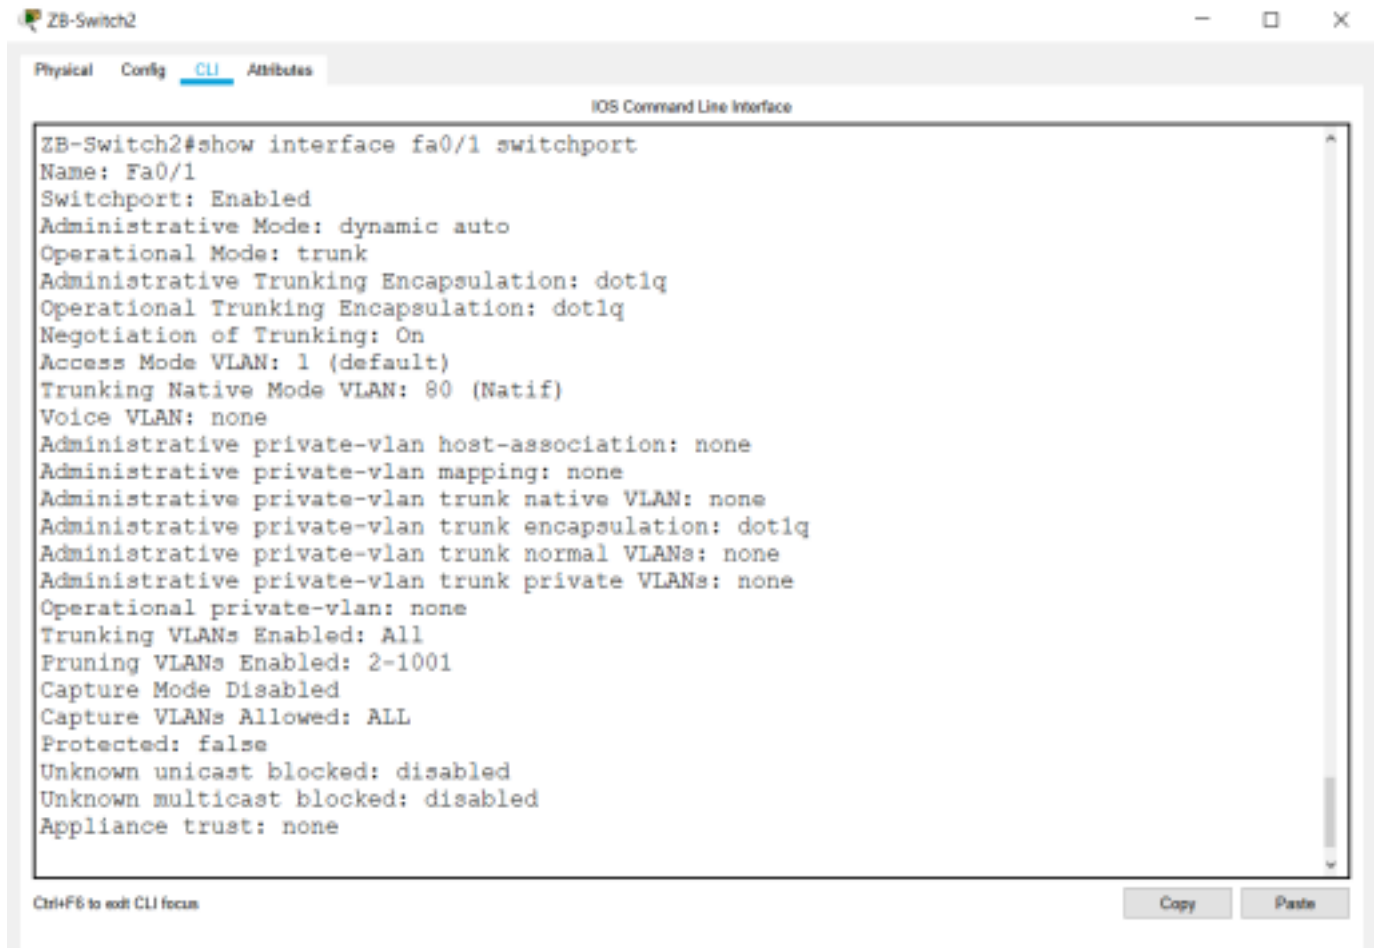 ZB-Switch2
Physical Config CLI Attributes
IOS Command Line Interface
ZB-Switch2#show interface fa0/1 switchport
Name: Fa0/1
Switchport: Enabled
Administrative Mode: dynamic auto
Operational Mode: trunk
Administrative Trunking Encapsulation: dot1q
Operational Trunking Encapsulation: dot1q
Negotiation of Trunking: On
Access Mode VLAN: 1 (default)
Trunking Native Mode VLAN: 80 (Natif)
Voice VLAN: none
Administrative private-vlan host-association: none
Administrative private-vlan mapping: none
Administrative private-vlan trunk native VLAN: none
Administrative private-vlan trunk encapsulation: dot1q
Administrative private-vlan trunk normal VLANs: none
Administrative private-vlan trunk private VLANs: none
Operational private-vlan: none
Trunking VLANs Enabled: All
Pruning VLANs Enabled: 2-1001
Capture Mode Disabled
Capture VLANs Allowed: ALL
Protected: false
Unknown unicast blocked: disabled
Unknown multicast blocked: disabled
Appliance trust: none
Ctrl+F6 to exit CLI focus
Copy Paste